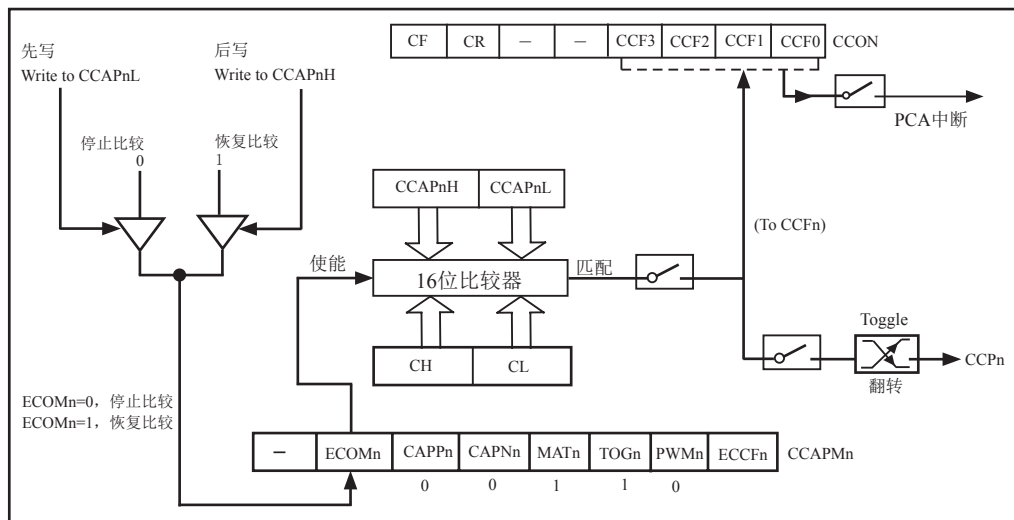 先写
Write to CCAPnL
后写
Write to CCAPnH
CF CR — — CCF3 CCF2 CCF1 CCF0 CCON
PCA中断
停止比较
0
恢复比较
1
CCAPnH CCAPnL
(To CCFn)
使能
16位比较器
匹配
CH CL
Toggle
CCPn
翻转
ECOMn=0，停止比较
ECOMn=1，恢复比较
— ECOMn CAPPn CAPNn MATn TOGn PWMn ECCFn CCAPMn
0 0 1 1 0